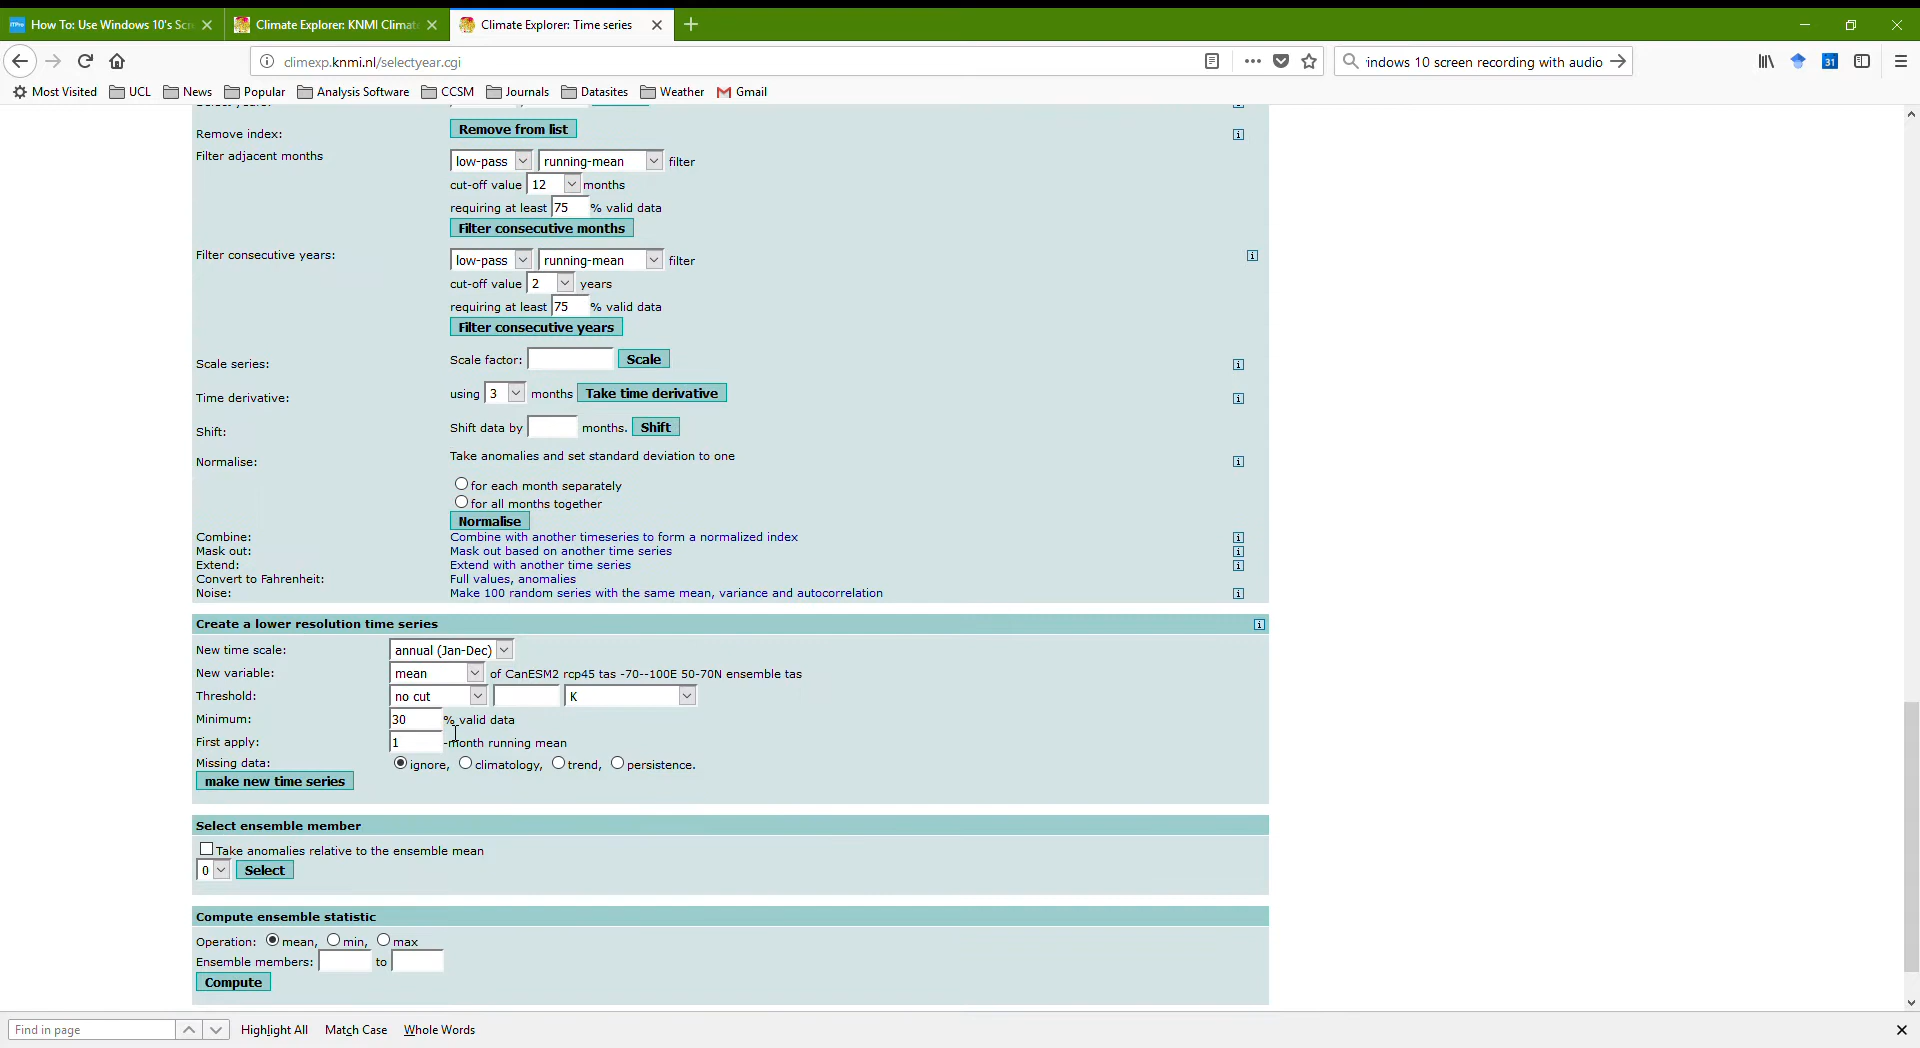 How To: Use Windows 10's Scr
Climate Explorer: KNMI Climat
Climate Explorer: Time series
climexp.knmi.nl/selectyear.cgi
indows 10 screen recording with audio
31
Most Visited UCL News Popular Analysis Software CCSM Journals Datasites Weather Gmail
Remove index: Remove from list
Filter adjacent months low-pass running-mean filter
cut-off value 12 months
requiring at least 75 % valid data
Filter consecutive months
Filter consecutive years: low-pass running-mean filter
cut-off value 2 years
requiring at least 75 % valid data
Filter consecutive years
Scale series: Scale factor: Scale
Time derivative: using 3 months Take time derivative
Shift: Shift data by months. Shift
Normalise: Take anomalies and set standard deviation to one
for each month separately
for all months together
Normalise
Combine: Combine with another timeseries to form a normalized index
Mask out: Mask out based on another time series
Extend: Extend with another time series
Convert to Fahrenheit: Full values, anomalies
Noise: Make 100 random series with the same mean, variance and autocorrelation
Create a lower resolution time series
New time scale: annual (Jan-Dec)
New variable: mean of CanESM2 rcp45 tas -70--100E 50-70N ensemble tas
Threshold: no cut K
Minimum: 30 % valid data
First apply: 1 -month running mean
Missing data: ignore, climatology, trend, persistence.
make new time series
Select ensemble member
Take anomalies relative to the ensemble mean
0 Select
Compute ensemble statistic
Operation: mean, min, max
Ensemble members: to
Compute
Find in page Highlight All Match Case Whole Words